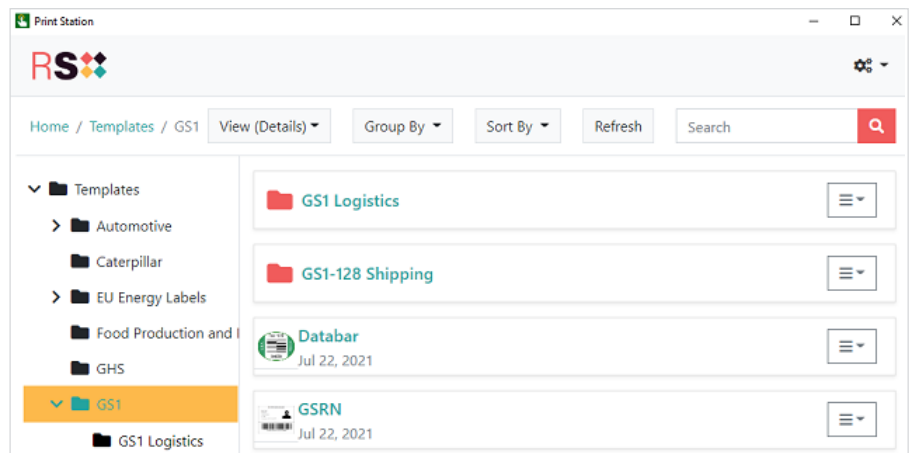 Print Station
RS
Home / Templates / GS1 View (Details) Group By Sort By Refresh Search
Templates
Automotive
Caterpillar
EU Energy Labels
Food Production and
GHS
GS1
GS1 Logistics
GS1 Logistics
GS1-128 Shipping
Databar
Jul 22, 2021
GSRN
Jul 22, 2021